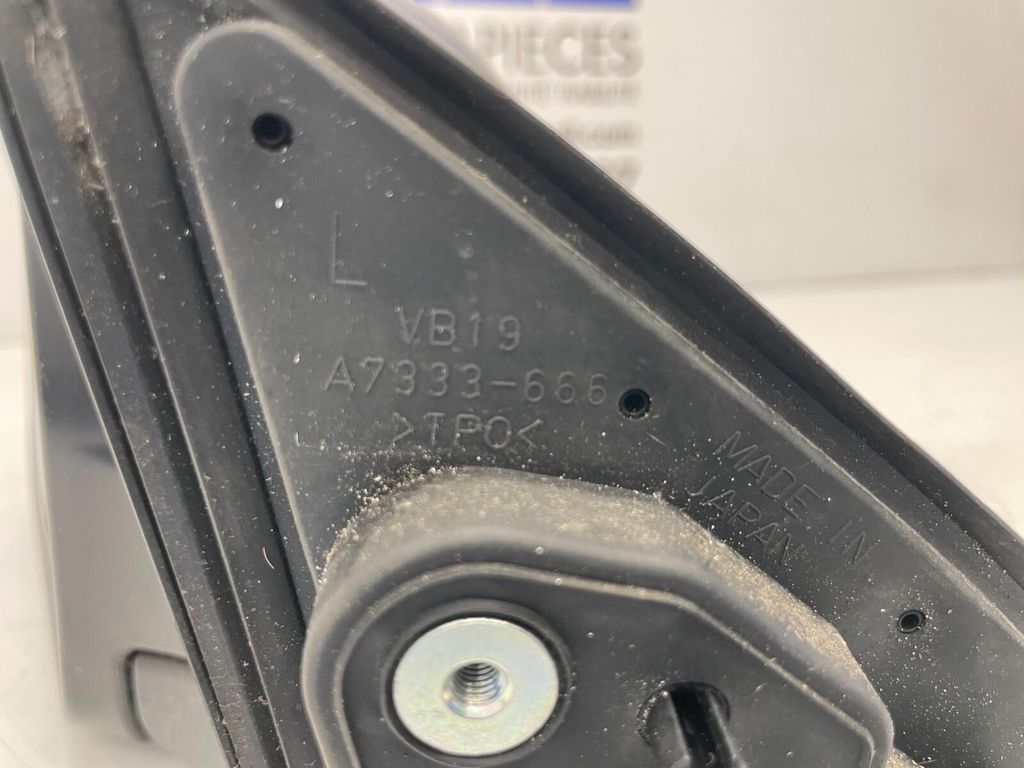 PIECES
L
VB19
A7333-666
>TPO<
MADE IN
JAPAN